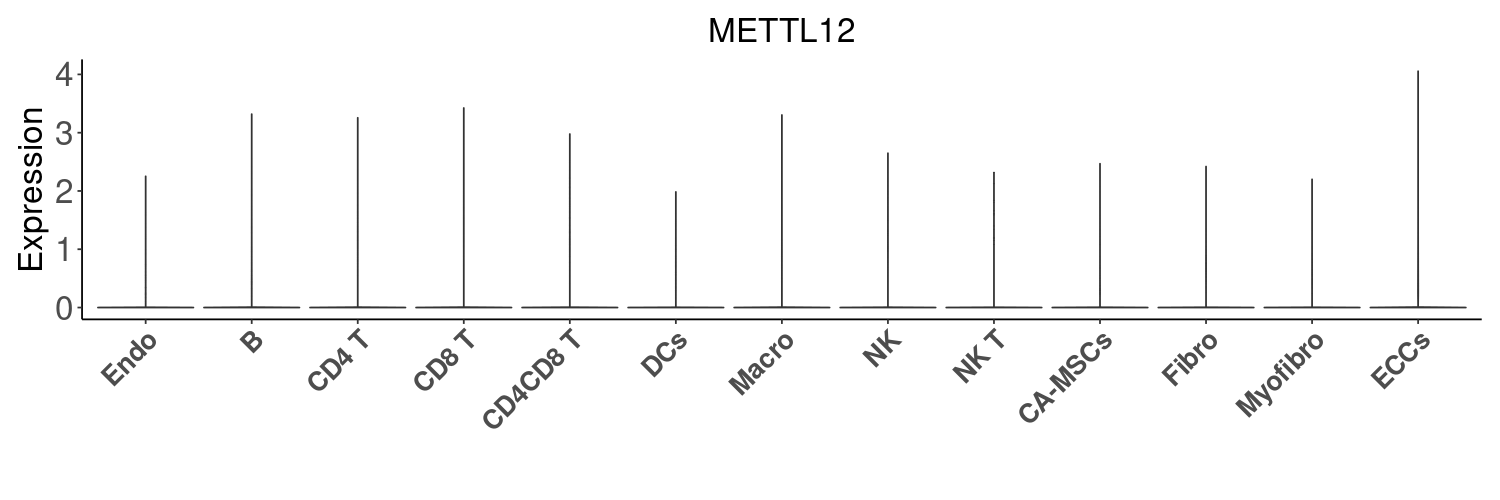 METTL12
Expression
4
3
2
1
0
Endo
B
CD4 T
CD8 T
CD4CD8 T
DCs
Macro
NK
NK T
CA-MSCs
Fibro
Myofibro
ECCs